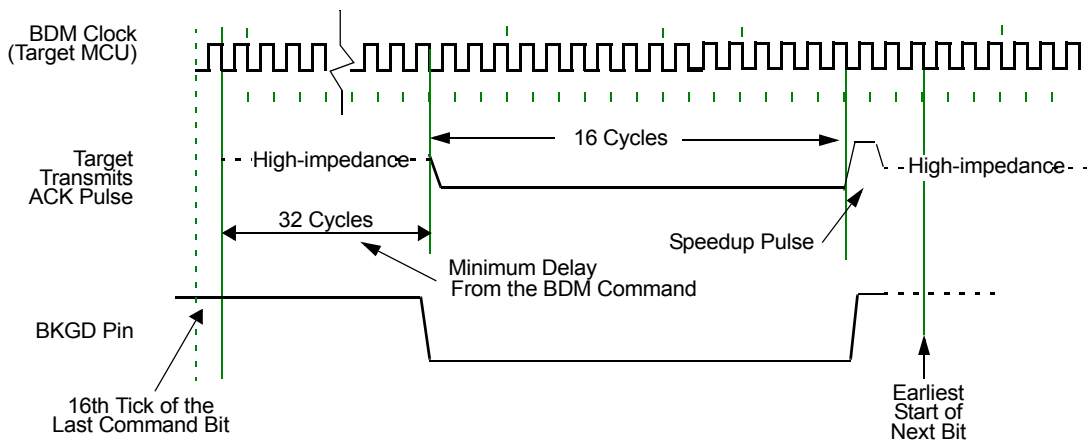 BDM Clock
(Target MCU)
16 Cycles
Target
Transmits
ACK Pulse
High-impedance
High-impedance
32 Cycles
Speedup Pulse
Minimum Delay
From the BDM Command
BKGD Pin
16th Tick of the
Last Command Bit
Earliest
Start of
Next Bit